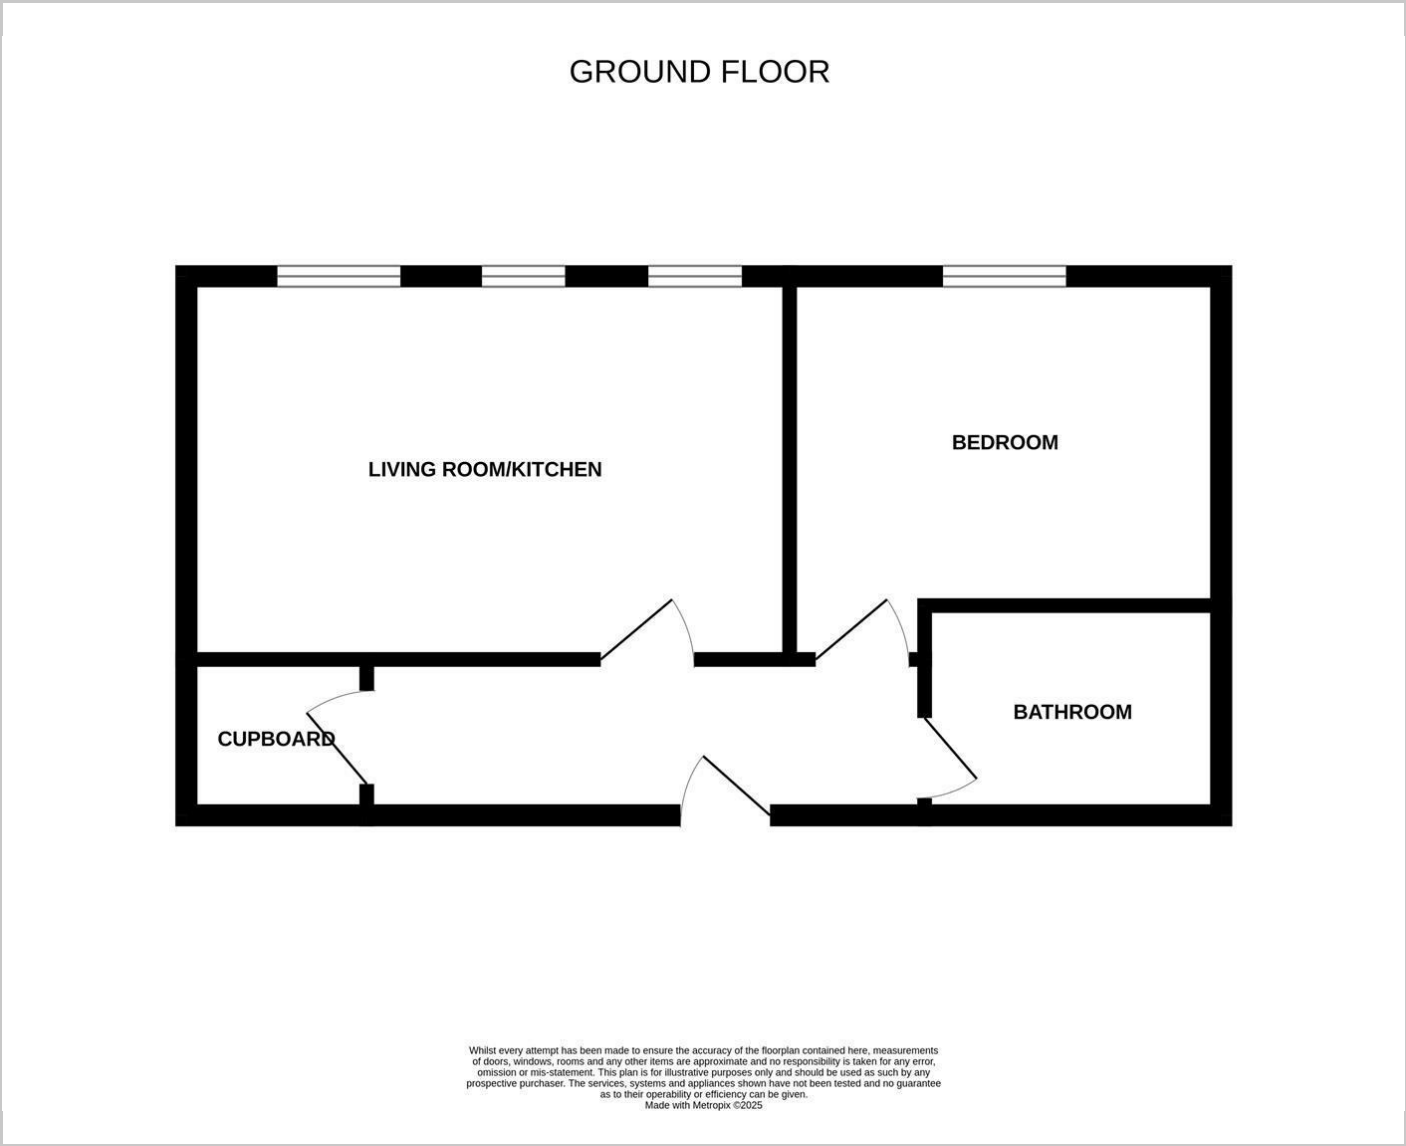 GROUND FLOOR
BEDROOM
LIVING ROOM/KITCHEN
BATHROOM
CUPBOARD
Whilst every attempt has been made to ensure the accuracy of the floorplan contained here, measurements
of doors, windows, rooms and any other items are approximate and no responsibility is taken for any error,
omission or mis-statement. This plan is for illustrative purposes only and should be used as such by any
prospective purchaser. The services, systems and appliances shown have not been tested and no guarantee
as to their operability or efficiency can be given.
Made with Metropix ©2025